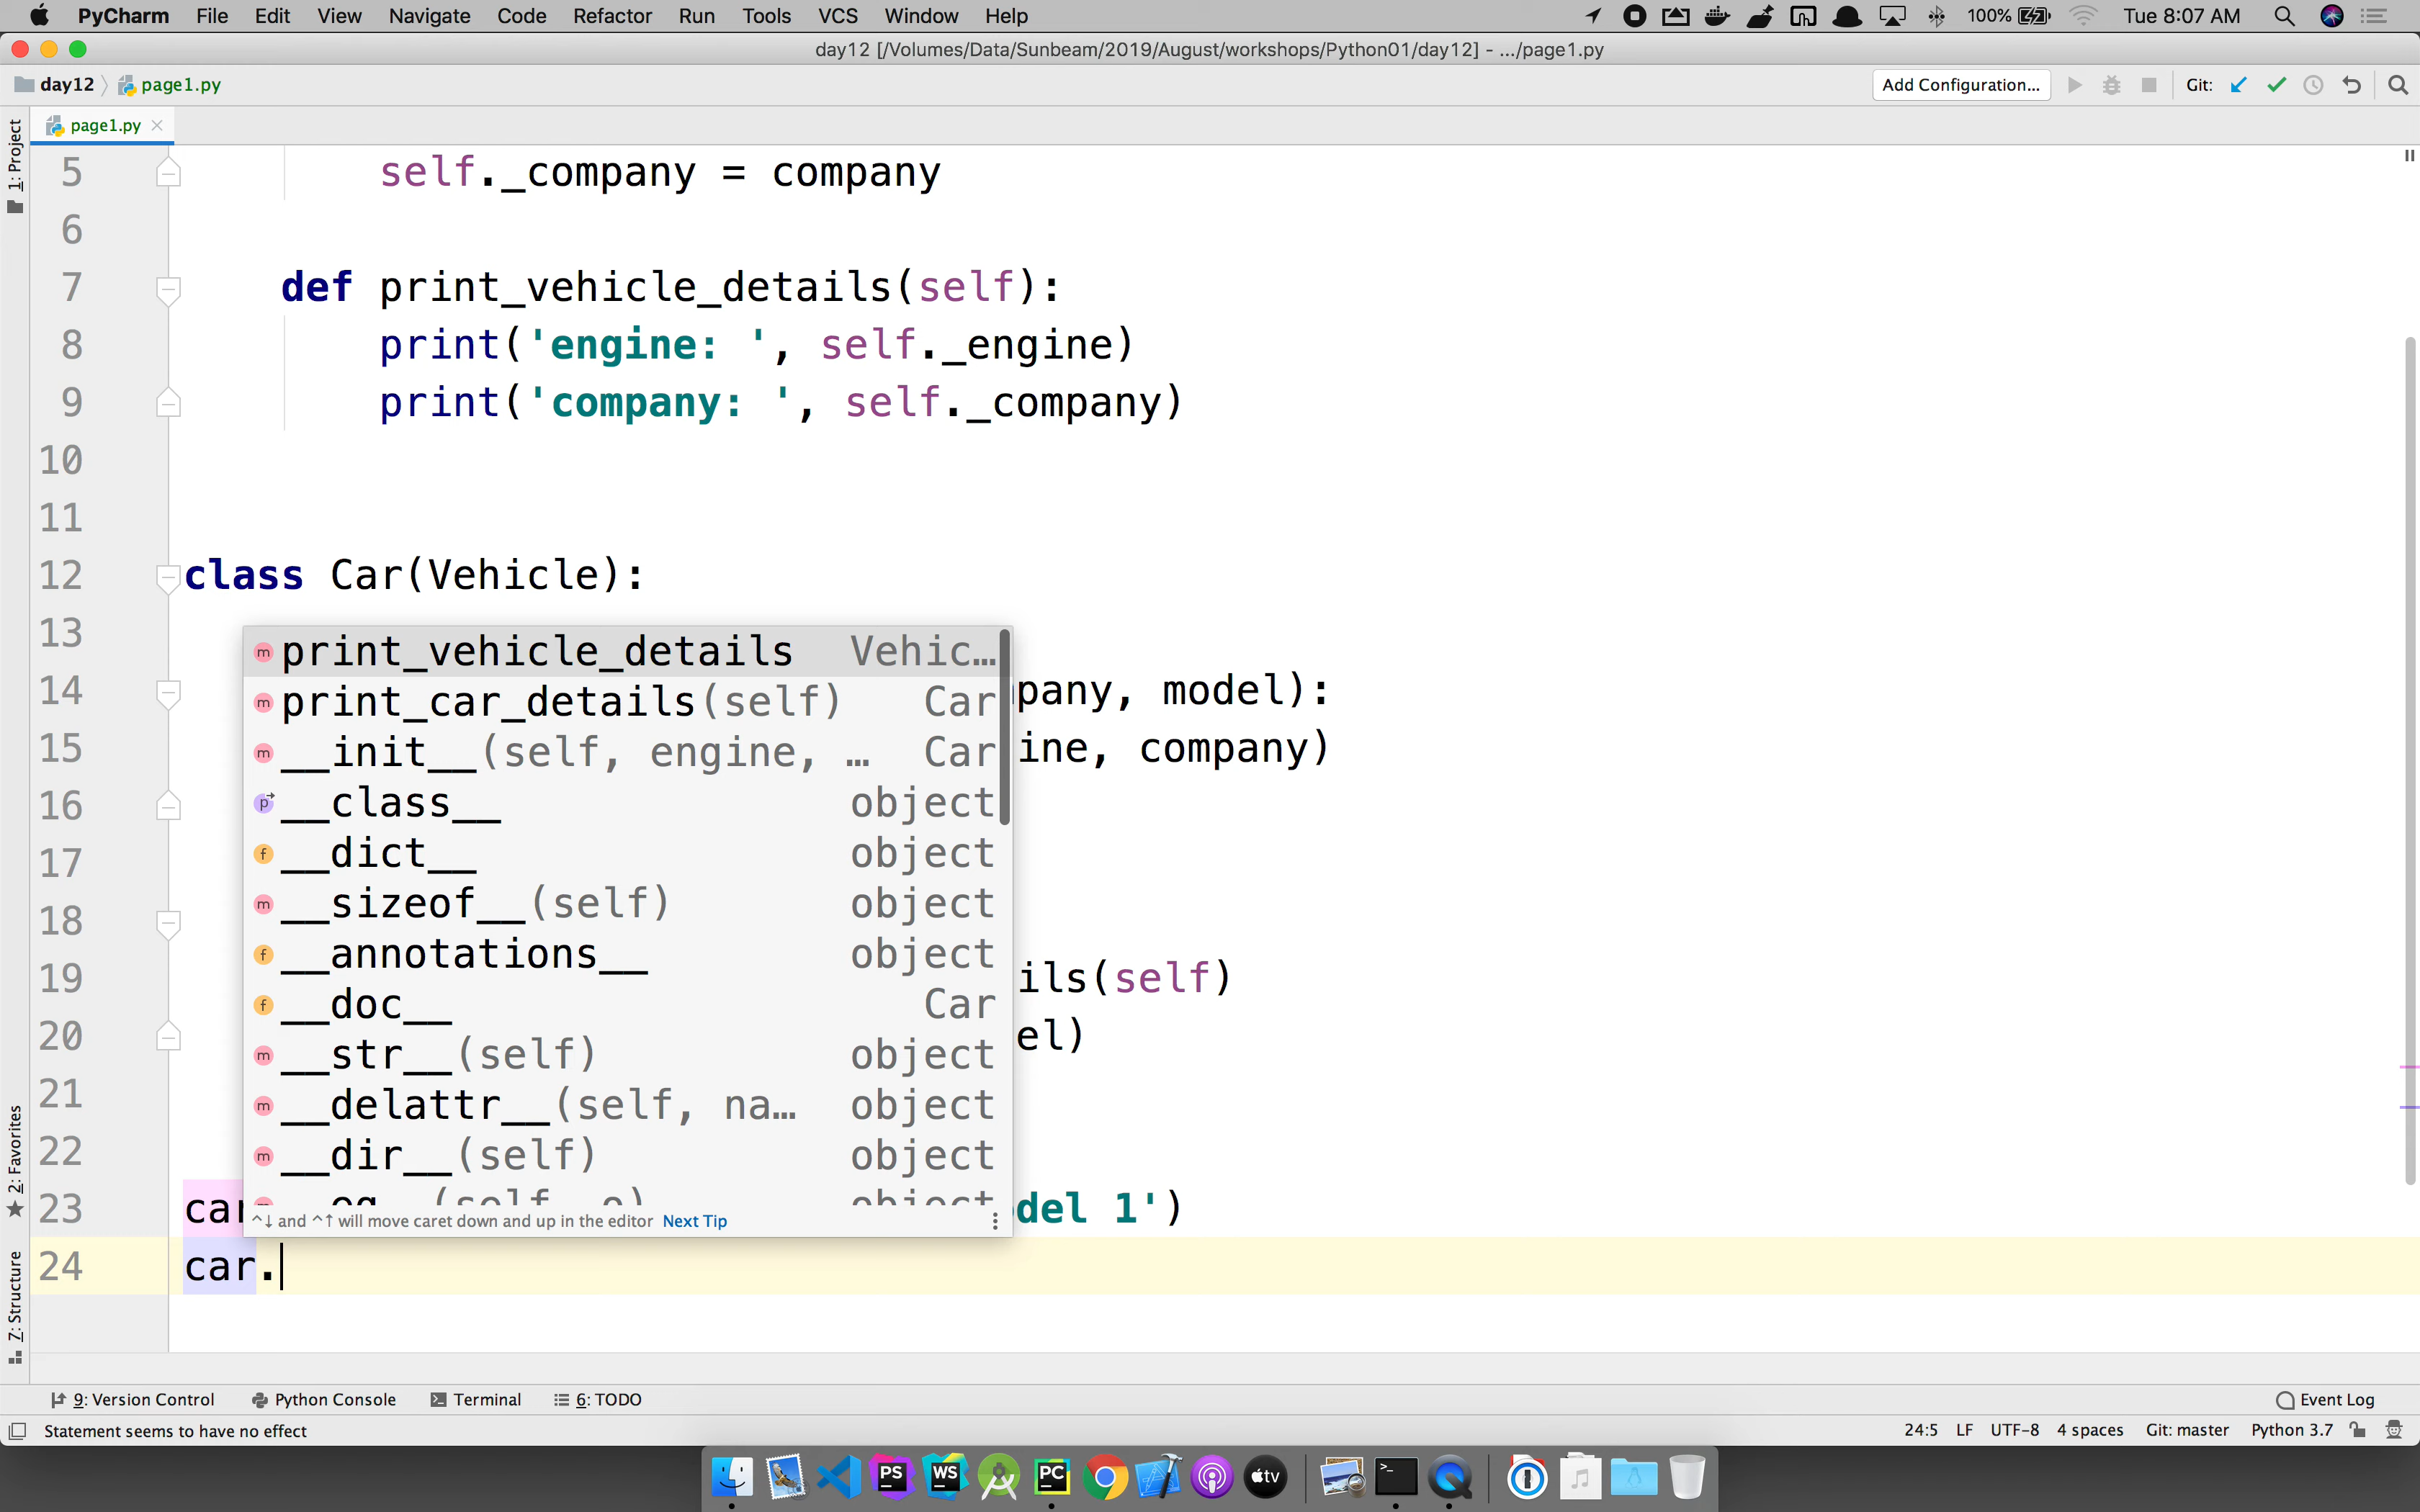 PyCharm File Edit View Navigate Code Refactor Run Tools VCS Window Help 100% Tue 8:07 AM
day12 [/Volumes/Data/Sunbeam/2019/August/workshops/Python01/day12] - .../page1.py
day12 page1.py Add Configuration... Git:
page1.py
1: Project
5 self._company = company
6
7 def print_vehicle_details(self):
8 print('engine: ', self._engine)
9 print('company: ', self._company)
10
11
12 class Car(Vehicle):
13
14 pany, model):
15 ine, company)
16
17
18
19 ils(self)
20 el)
21
22
23 car del 1')
24 car.
print_vehicle_details Vehic...
print_car_details(self) Car
__init__(self, engine, ... Car
__class__ object
__dict__ object
__sizeof__(self) object
__annotations__ object
__doc__ Car
__str__(self) object
__delattr__(self, na... object
__dir__(self) object
__eq__(self, o) object
^↓ and ^↑ will move caret down and up in the editor Next Tip
2: Favorites
7: Structure
9: Version Control Python Console Terminal 6: TODO Event Log
Statement seems to have no effect 24:5 LF UTF-8 4 spaces Git: master Python 3.7
PS WS PC tv